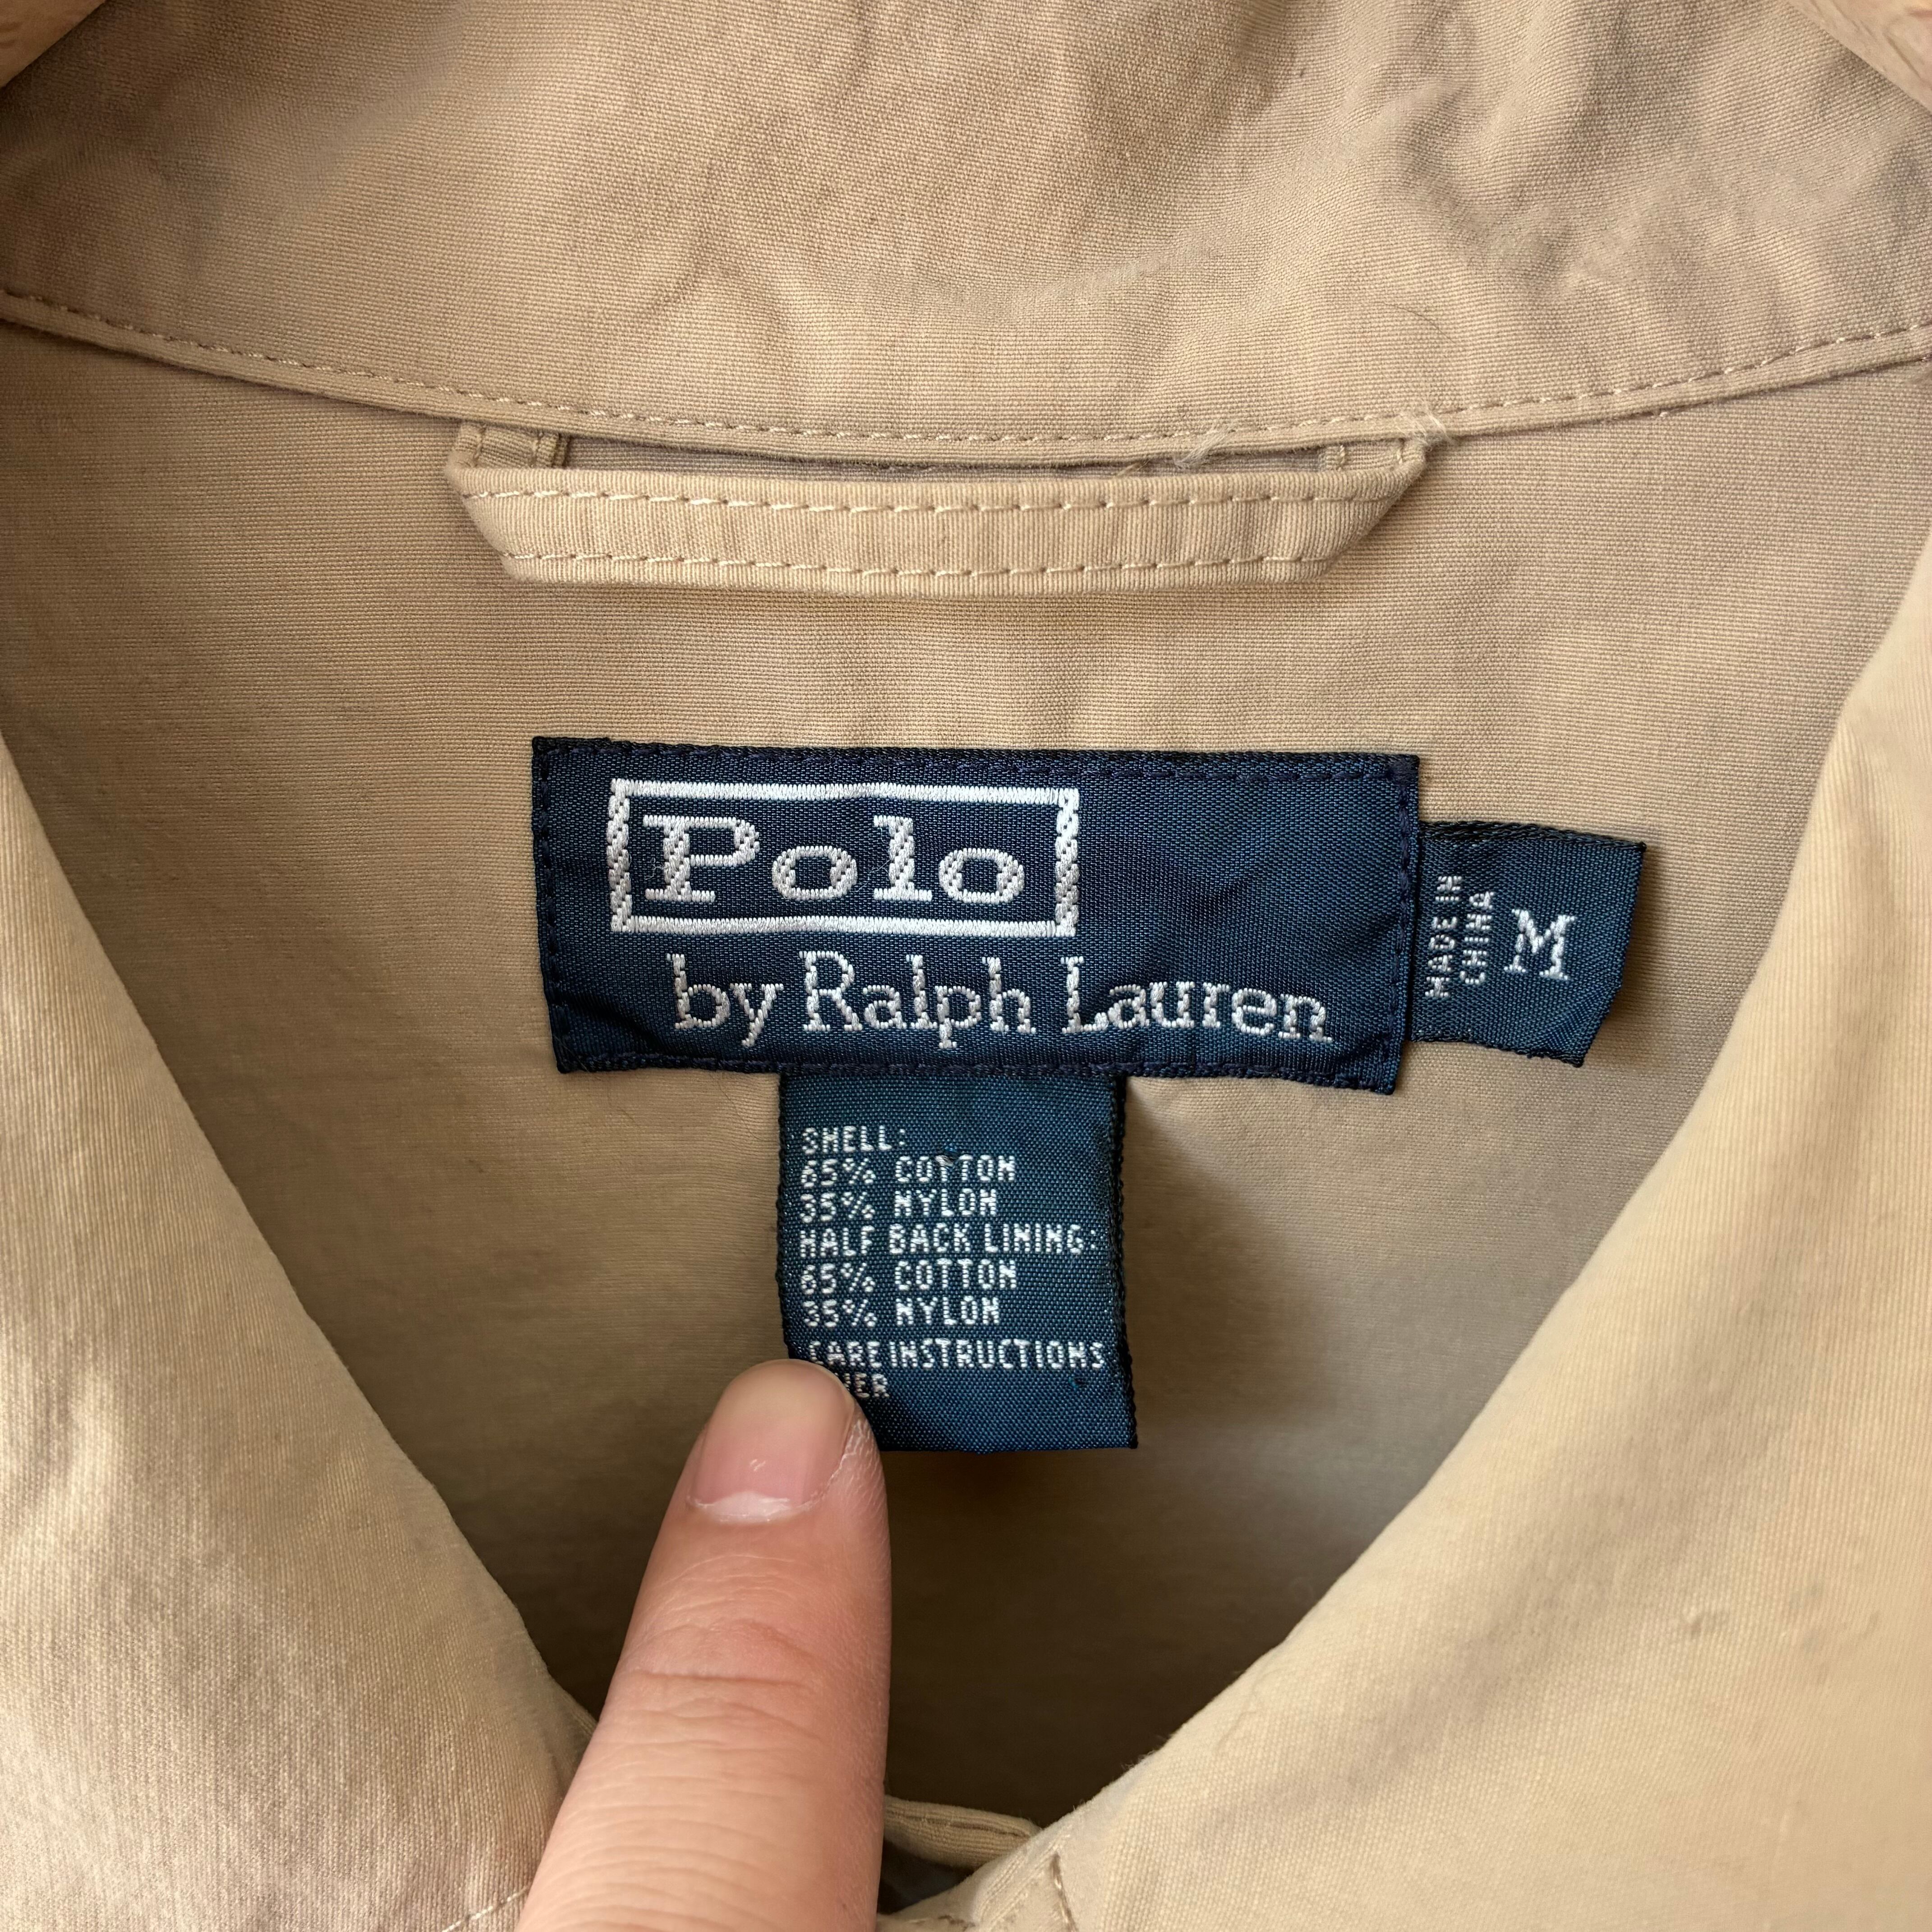 Polo
by Ralph Lauren
MADE IN
CHINA
M
SHELL:
65% COTTON
35% NYLON
HALF BACK LINING:
65% COTTON
35% NYLON
CARE INSTRUCTIONS